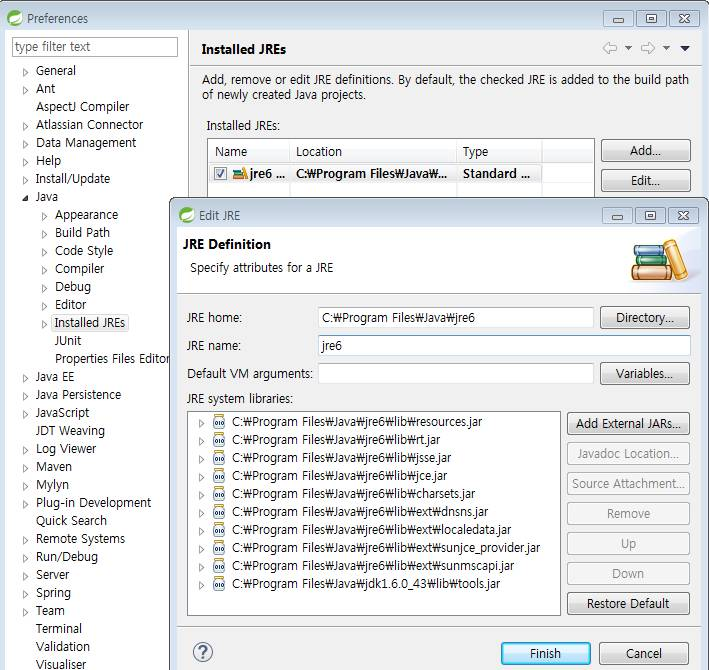 Preferences
type filter text
General
Ant
AspectJ Compiler
Atlassian Connector
Data Management
Help
Install/Update
Java
Appearance
Build Path
Code Style
Compiler
Debug
Editor
Installed JREs
JUnit
Properties Files Editor
Java EE
Java Persistence
JavaScript
JDT Weaving
Log Viewer
Maven
Mylyn
Plug-in Development
Quick Search
Remote Systems
Run/Debug
Server
Spring
Team
Terminal
Validation
Visualiser
Installed JREs
Add, remove or edit JRE definitions. By default, the checked JRE is added to the build path
of newly created Java projects.
Installed JREs:
Name Location Type
jre6 ... C:₩Program Files₩Java₩... Standard ...
Add...
Edit...
Edit JRE
JRE Definition
Specify attributes for a JRE
JRE home: C:₩Program Files₩Java₩jre6 Directory...
JRE name: jre6
Default VM arguments: Variables...
JRE system libraries:
C:₩Program Files₩Java₩jre6₩lib₩resources.jar
C:₩Program Files₩Java₩jre6₩lib₩rt.jar
C:₩Program Files₩Java₩jre6₩lib₩jsse.jar
C:₩Program Files₩Java₩jre6₩lib₩jce.jar
C:₩Program Files₩Java₩jre6₩lib₩charsets.jar
C:₩Program Files₩Java₩jre6₩lib₩ext₩dnsns.jar
C:₩Program Files₩Java₩jre6₩lib₩ext₩localedata.jar
C:₩Program Files₩Java₩jre6₩lib₩ext₩sunjce_provider.jar
C:₩Program Files₩Java₩jre6₩lib₩ext₩sunmscapi.jar
C:₩Program Files₩Java₩jdk1.6.0_43₩lib₩tools.jar
Add External JARs...
Javadoc Location...
Source Attachment...
Remove
Up
Down
Restore Default
Finish
Cancel